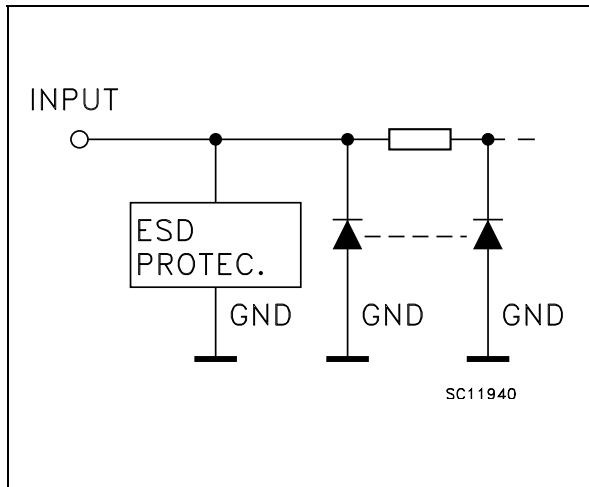 INPUT
ESD
PROTEC.
GND
GND
GND
SC11940